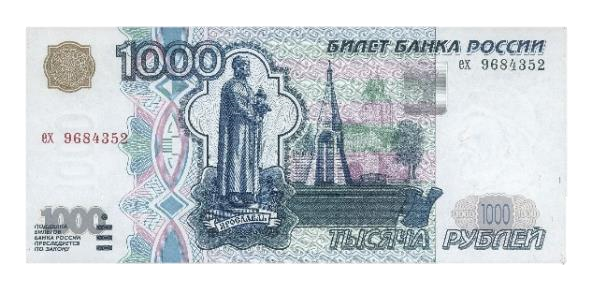 1000
БИЛЕТ БАНКА РОССИИ
ех 9684352
ех 9684352
ЯРОСЛАВЛЬ
1000
ПОДДЕЛКА
БИЛЕТОВ
БАНКА РОССИИ
ПРЕСЛЕДУЕТСЯ
ПО ЗАКОНУ
1000
ТЫСЯЧА РУБЛЕЙ